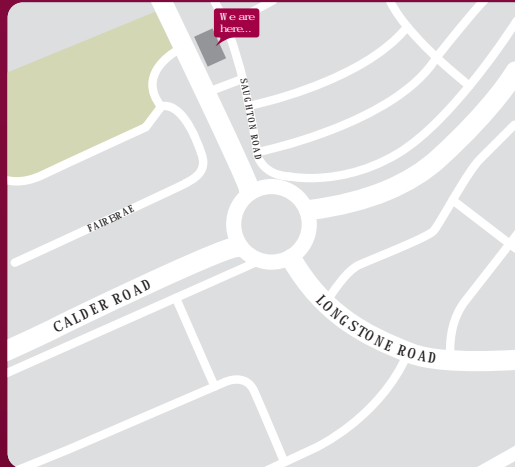 We are
here...
SAUGHTON ROAD
FAIRBRAE
CALDER ROAD
LONGSTONE ROAD